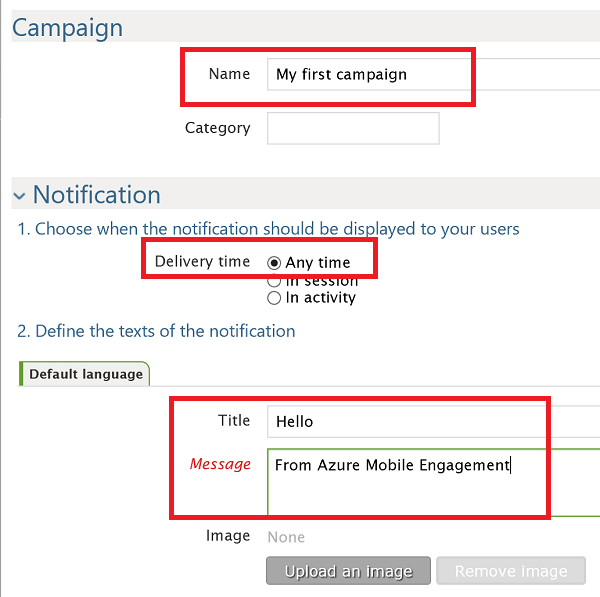 Campaign
Name My first campaign
Category
Notification
1. Choose when the notification should be displayed to your users
Delivery time Any time
In session
In activity
2. Define the texts of the notification
Default language
Title Hello
Message From Azure Mobile Engagement
Image None
Upload an image Remove image